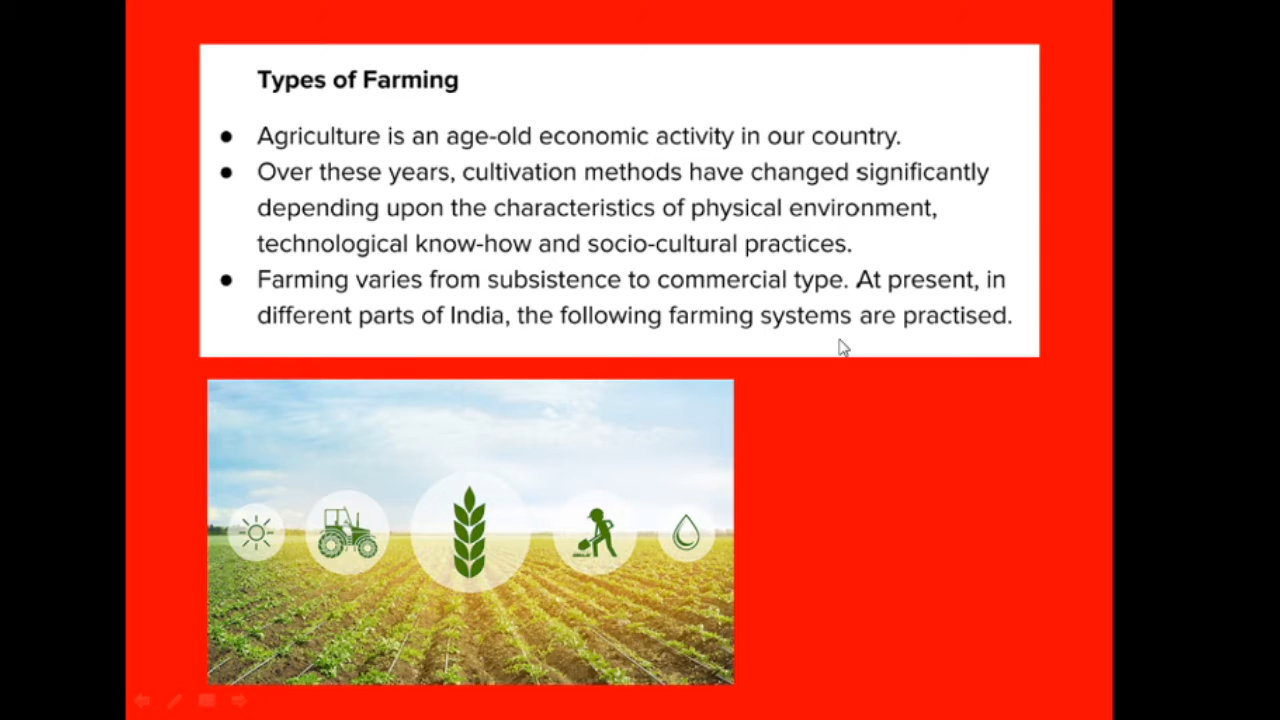 Types of Farming
● Agriculture is an age-old economic activity in our country.
● Over these years, cultivation methods have changed significantly
depending upon the characteristics of physical environment,
technological know-how and socio-cultural practices.
● Farming varies from subsistence to commercial type. At present, in
different parts of India, the following farming systems are practised.